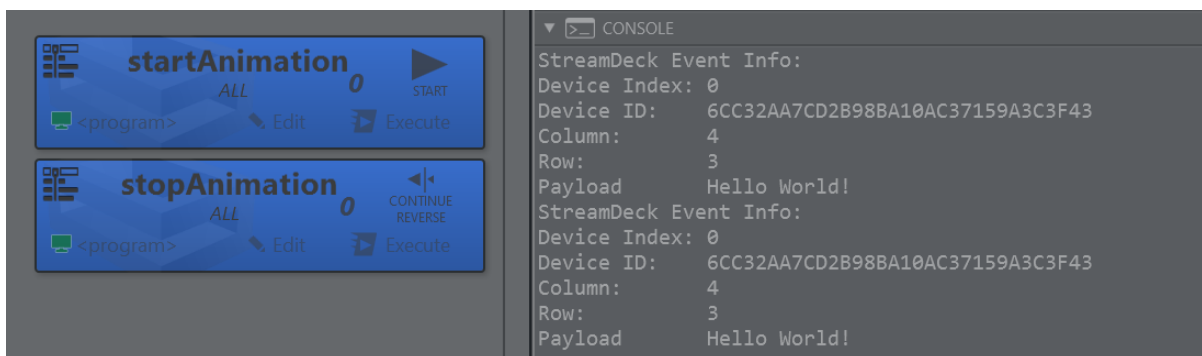 startAnimation
ALL
0
START
<program>
Edit
Execute
stopAnimation
ALL
0
CONTINUE
REVERSE
<program>
Edit
Execute
CONSOLE
StreamDeck Event Info:
Device Index: 0
Device ID: 6CC32AA7CD2B98BA10AC37159A3C3F43
Column: 4
Row: 3
Payload Hello World!
StreamDeck Event Info:
Device Index: 0
Device ID: 6CC32AA7CD2B98BA10AC37159A3C3F43
Column: 4
Row: 3
Payload Hello World!